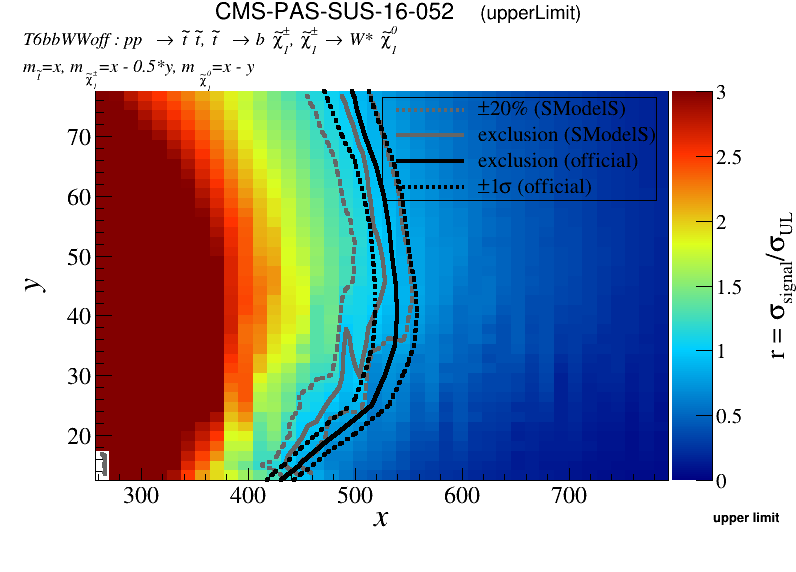 CMS-PAS-SUS-16-052 (upperLimit)
T6bbWWoff : pp → t̃ t̃, t̃ → b χ̃₁^±, χ̃₁^± → W* χ̃₁^0
m_t̃=x, m_χ̃₁^±=x - 0.5*y, m_χ̃₁^0=x - y
±20% (SModelS)
exclusion (SModelS)
exclusion (official)
±1σ (official)
70
60
50
40
30
20
y
300 400 500 600 700
x
3
2.5
2
1.5
1
0.5
0
r = σ_signal/σ_UL
upper limit